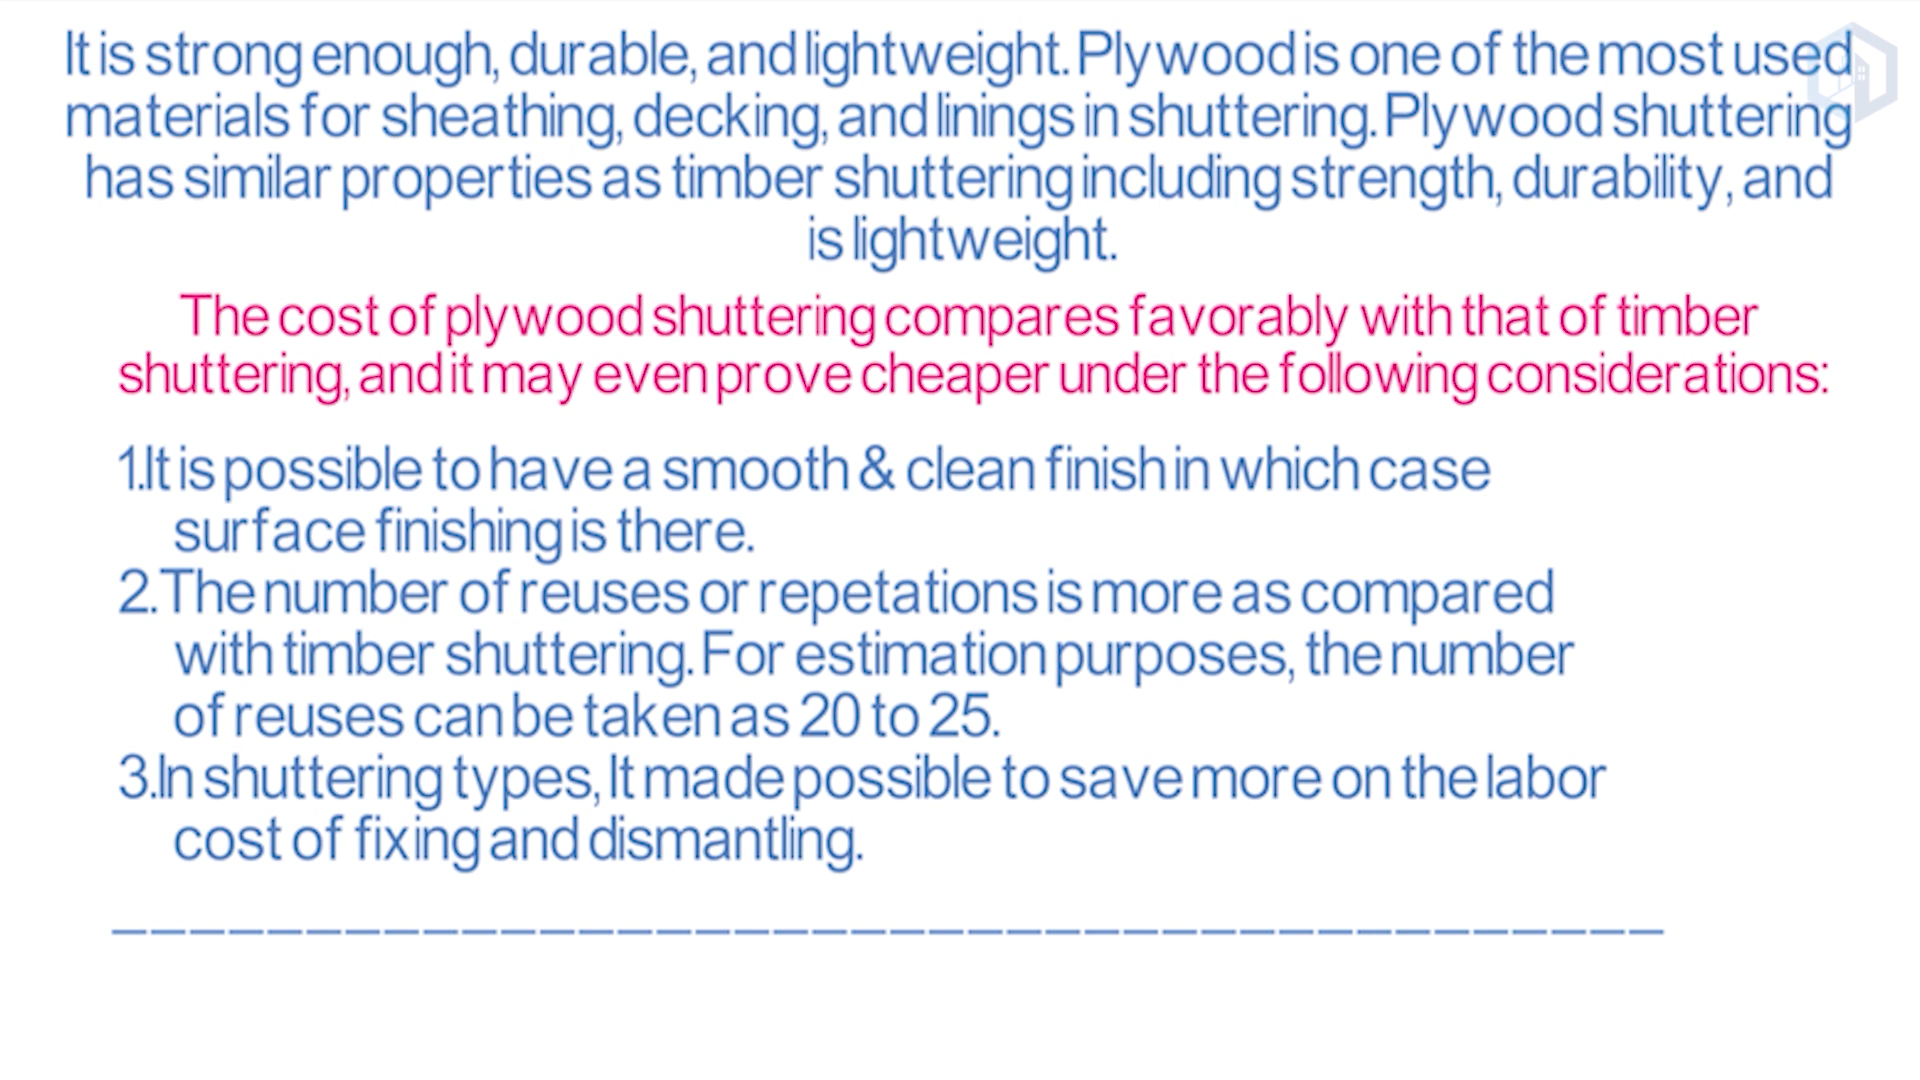 It is strong enough, durable, and lightweight. Plywood is one of the most used
materials for sheathing, decking, and linings in shuttering. Plywood shuttering
has similar properties as timber shuttering including strength, durability, and
is lightweight.
The cost of plywood shuttering compares favorably with that of timber
shuttering, and it may even prove cheaper under the following considerations:
1.It is possible to have a smooth & clean finish in which case
surface finishing is there.
2.The number of reuses or repetations is more as compared
with timber shuttering. For estimation purposes, the number
of reuses can be taken as 20 to 25.
3.In shuttering types, It made possible to save more on the labor
cost of fixing and dismantling.